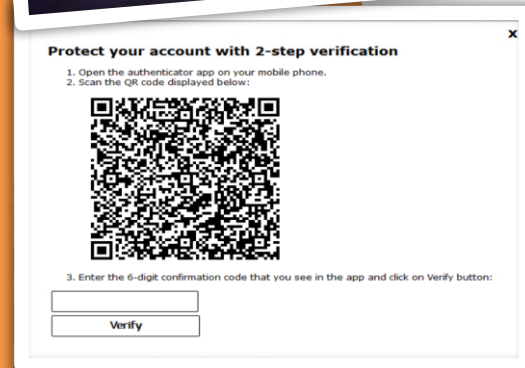 x
Protect your account with 2-step verification
1. Open the authenticator app on your mobile phone.
2. Scan the QR code displayed below:
3. Enter the 6-digit confirmation code that you see in the app and click on Verify button:
Verify